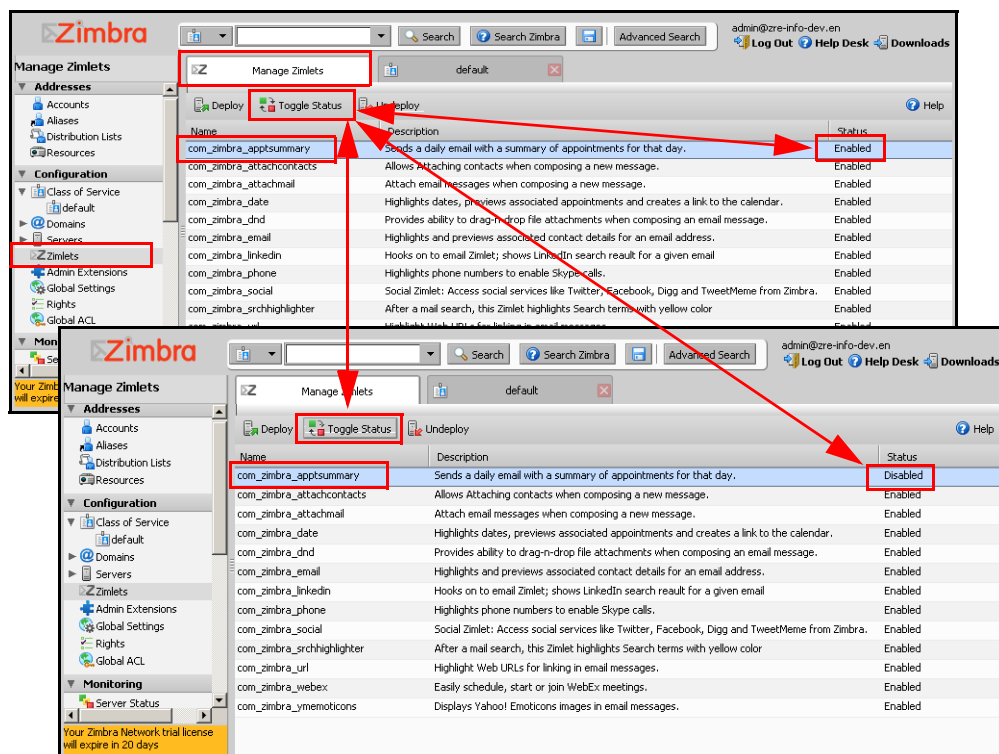 Zimbra
Search
Search Zimbra
Advanced Search
admin@zre-info-dev.en
Log Out Help Desk Downloads
Manage Zimlets
Manage Zimlets
default
Addresses
Accounts
Aliases
Distribution Lists
Resources
Configuration
Class of Service
default
Domains
Servers
Zimlets
Admin Extensions
Global Settings
Rights
Global ACL
Deploy Toggle Status Undeploy Help
Name Description Status
com_zimbra_apptsummary Sends a daily email with a summary of appointments for that day. Enabled
com_zimbra_attachcontacts Allows Attaching contacts when composing a new message. Enabled
com_zimbra_attachmail Attach email messages when composing a new message. Enabled
com_zimbra_date Highlights dates, previews associated appointments and creates a link to the calendar. Enabled
com_zimbra_dnd Provides ability to drag-n-drop file attachments when composing an email message. Enabled
com_zimbra_email Highlights and previews associated contact details for an email address. Enabled
com_zimbra_linkedin Hooks on to email Zimlet; shows LinkedIn search reault for a given email Enabled
com_zimbra_phone Highlights phone numbers to enable Skype calls. Enabled
com_zimbra_social Social Zimlet: Access social services like Twitter, Facebook, Digg and TweetMeme from Zimbra. Enabled
com_zimbra_srchhighlighter After a mail search, this Zimlet highlights Search terms with yellow color Enabled
com_zimbra_url Highlight Web URLs for linking in email messages. Enabled
Mon
Se
Your Zimb
will expire
Zimbra
Search
Search Zimbra
Advanced Search
admin@zre-info-dev.en
Log Out Help Desk Downloads
Manage Zimlets
Manage Zimlets
default
Addresses
Accounts
Aliases
Distribution Lists
Resources
Configuration
Class of Service
default
Domains
Servers
Zimlets
Admin Extensions
Global Settings
Rights
Global ACL
Monitoring
Server Status
Your Zimbra Network trial license
will expire in 20 days
Deploy Toggle Status Undeploy Help
Name Description Status
com_zimbra_apptsummary Sends a daily email with a summary of appointments for that day. Disabled
com_zimbra_attachcontacts Allows Attaching contacts when composing a new message. Enabled
com_zimbra_attachmail Attach email messages when composing a new message. Enabled
com_zimbra_date Highlights dates, previews associated appointments and creates a link to the calendar. Enabled
com_zimbra_dnd Provides ability to drag-n-drop file attachments when composing an email message. Enabled
com_zimbra_email Highlights and previews associated contact details for an email address. Enabled
com_zimbra_linkedin Hooks on to email Zimlet; shows LinkedIn search reault for a given email Enabled
com_zimbra_phone Highlights phone numbers to enable Skype calls. Enabled
com_zimbra_social Social Zimlet: Access social services like Twitter, Facebook, Digg and TweetMeme from Zimbra. Enabled
com_zimbra_srchhighlighter After a mail search, this Zimlet highlights Search terms with yellow color Enabled
com_zimbra_url Highlight Web URLs for linking in email messages. Enabled
com_zimbra_webex Easily schedule, start or join WebEx meetings. Enabled
com_zimbra_ymemoticons Displays Yahoo! Emoticons images in email messages. Enabled